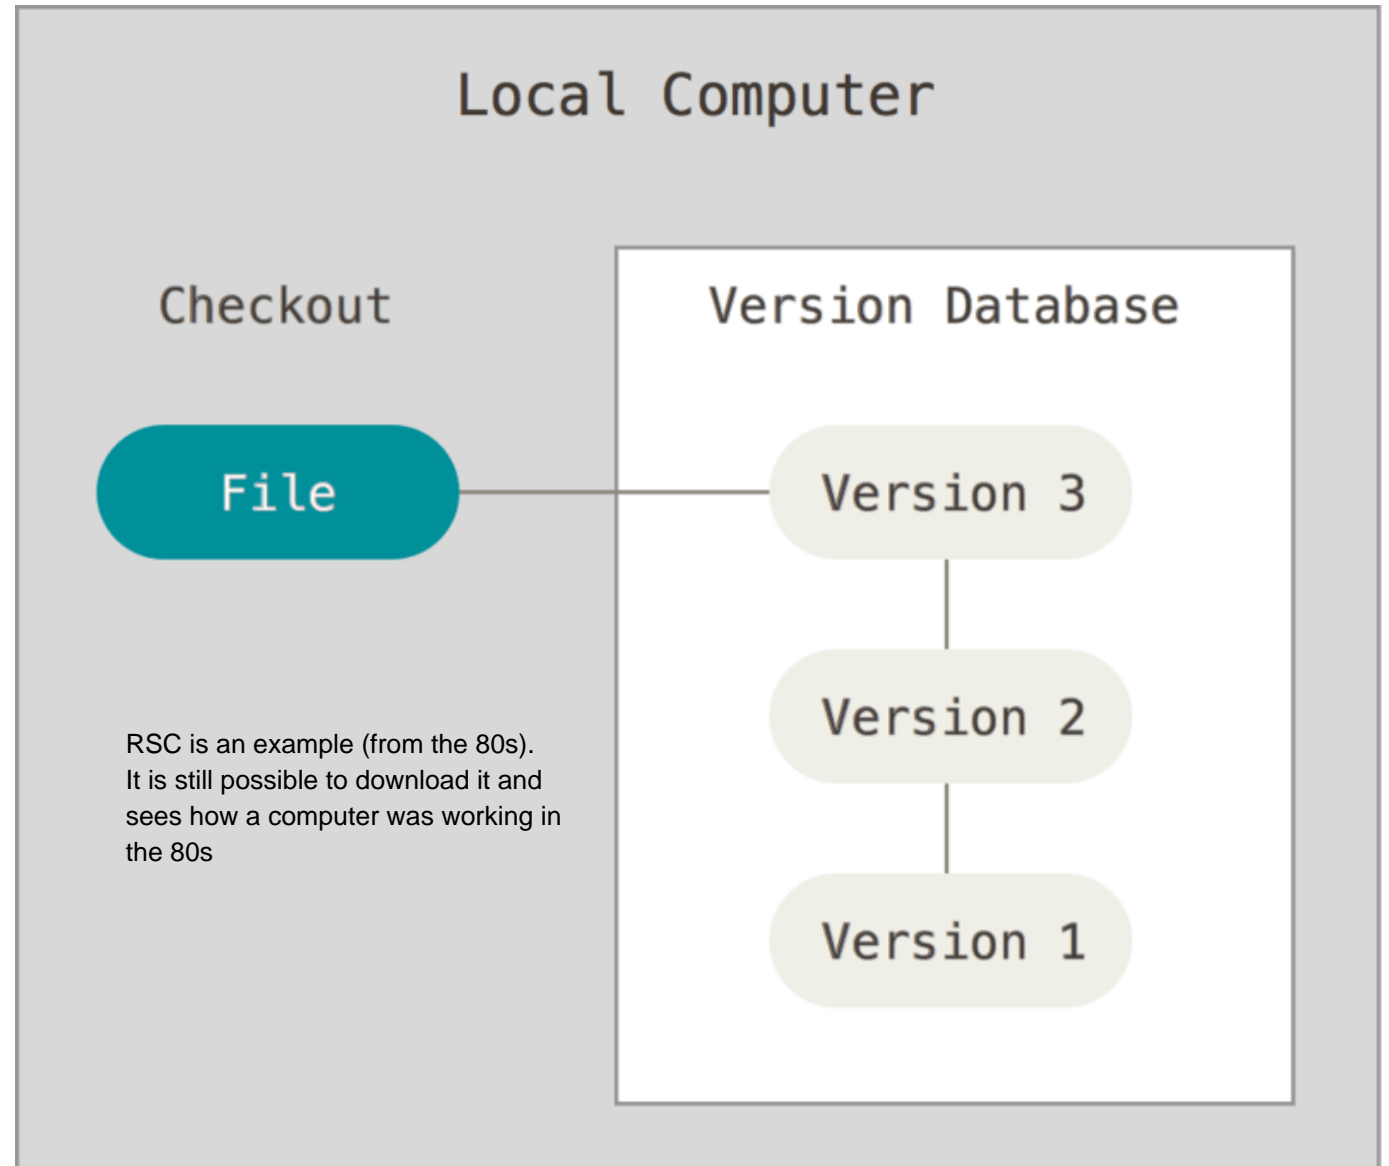 Local Computer
Checkout
Version Database
File
Version 3
Version 2
RSC is an example (from the 80s).
It is still possible to download it and
sees how a computer was working in
the 80s
Version 1